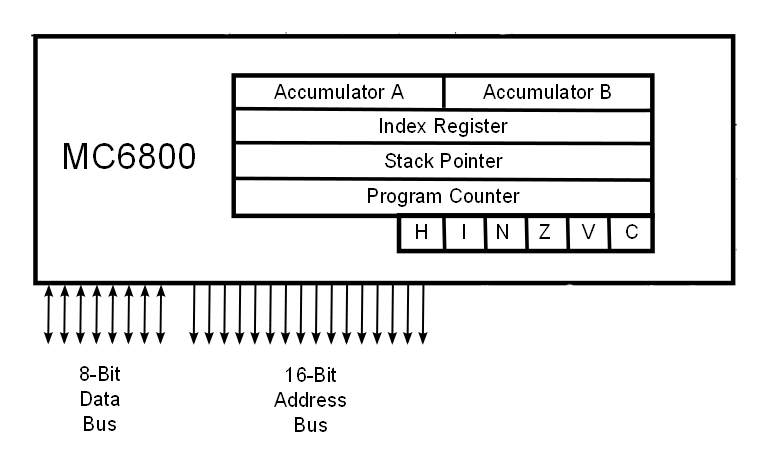 Accumulator A Accumulator B
Index Register
MC6800
Stack Pointer
Program Counter
H I N Z V C
8-Bit
Data
Bus
16-Bit
Address
Bus